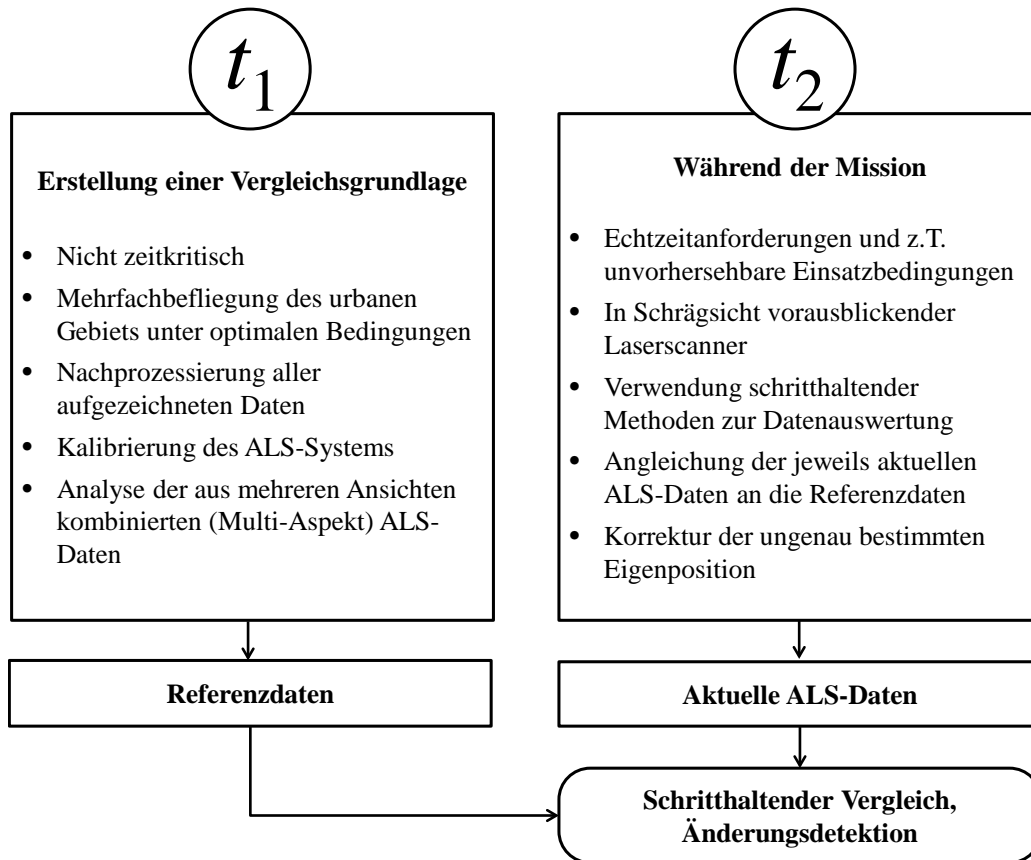 t1
Erstellung einer Vergleichsgrundlage
• Nicht zeitkritisch
• Mehrfachbefliegung des urbanen
Gebiets unter optimalen Bedingungen
• Nachprozessierung aller
aufgezeichneten Daten
• Kalibrierung des ALS-Systems
• Analyse der aus mehreren Ansichten
kombinierten (Multi-Aspekt) ALS-
Daten
Referenzdaten
t2
Während der Mission
• Echtzeitanforderungen und z.T.
unvorhersehbare Einsatzbedingungen
• In Schrägsicht vorausblickender
Laserscanner
• Verwendung schritthaltender
Methoden zur Datenauswertung
• Angleichung der jeweils aktuellen
ALS-Daten an die Referenzdaten
• Korrektur der ungenau bestimmten
Eigenposition
Aktuelle ALS-Daten
Schritthaltender Vergleich,
Änderungsdetektion